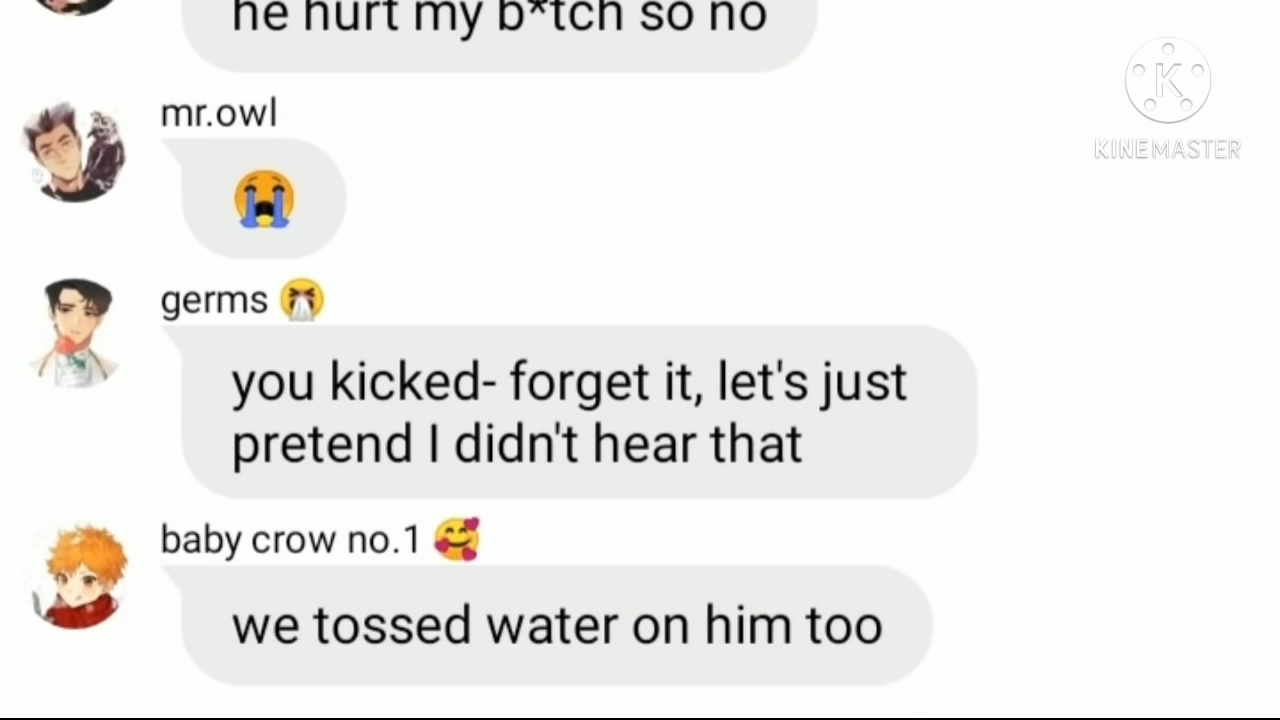 he hurt my b*tch so no
K
KINEMASTER
mr.owl
😭
germs 🤧
you kicked- forget it, let's just
pretend I didn't hear that
baby crow no.1 🥰
we tossed water on him too